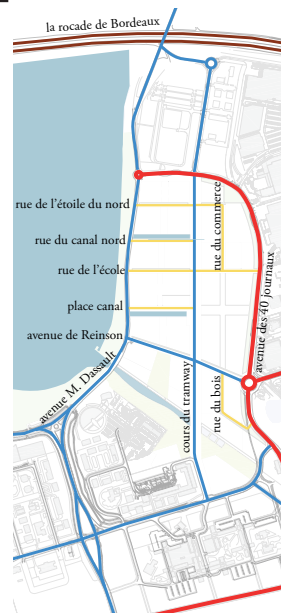 la rocade de Bordeaux
rue du commerce
rue de l'étoile du nord
rue du canal nord
rue de l'école
avenue des 40 journaux
place canal
avenue de Reinson
avenue M. Dassault
cours du tramway
rue du bois